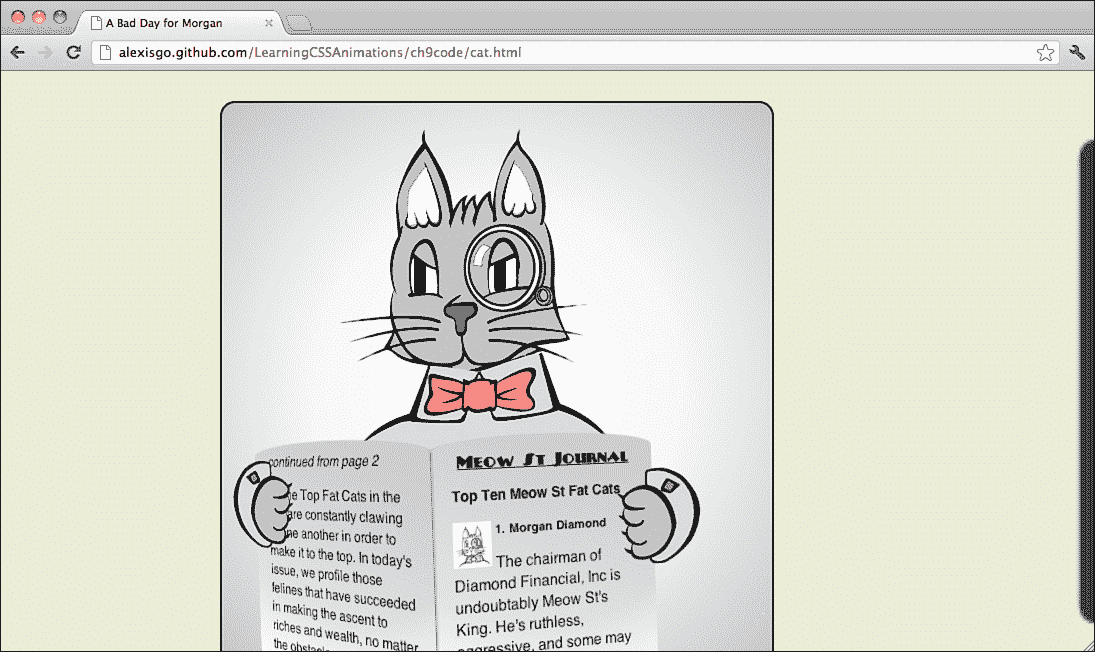 A Bad Day for Morgan
alexisgo.github.com/LearningCSSAnimations/ch9code/cat.html
continued from page 2
e Top Fat Cats in the
are constantly clawing
ne another in order to
make it to the top. In today's
issue, we profile those
felines that have succeeded
in making the ascent to
riches and wealth, no matter
the obstac
MEOW ST JOURNAL
Top Ten Meow St Fat Cats
1. Morgan Diamond
The chairman of
Diamond Financial, Inc is
undoubtably Meow St's
King. He's ruthless,
aggressive, and some may